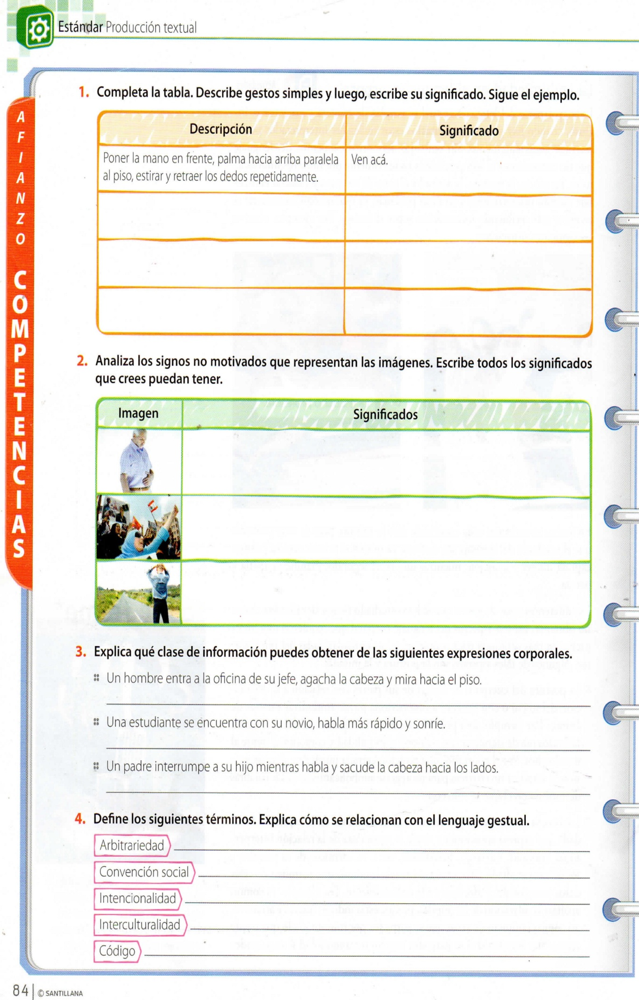 Estándar Producción textual
AFIANZO COMPETENCIAS
1. Completa la tabla. Describe gestos simples y luego, escribe su significado. Sigue el ejemplo.
Descripción
Significado
Poner la mano en frente, palma hacia arriba paralela
al piso, estirar y retraer los dedos repetidamente.
Ven acá.
2. Analiza los signos no motivados que representan las imágenes. Escribe todos los significados
que crees puedan tener.
Imagen
Significados
3. Explica qué clase de información puedes obtener de las siguientes expresiones corporales.
Un hombre entra a la oficina de su jefe, agacha la cabeza y mira hacia el piso.
Una estudiante se encuentra con su novio, habla más rápido y sonríe.
Un padre interrumpe a su hijo mientras habla y sacude la cabeza hacia los lados.
4. Define los siguientes términos. Explica cómo se relacionan con el lenguaje gestual.
Arbitrariedad
Convención social
Intencionalidad
Interculturalidad
Código
84 | © SANTILLANA